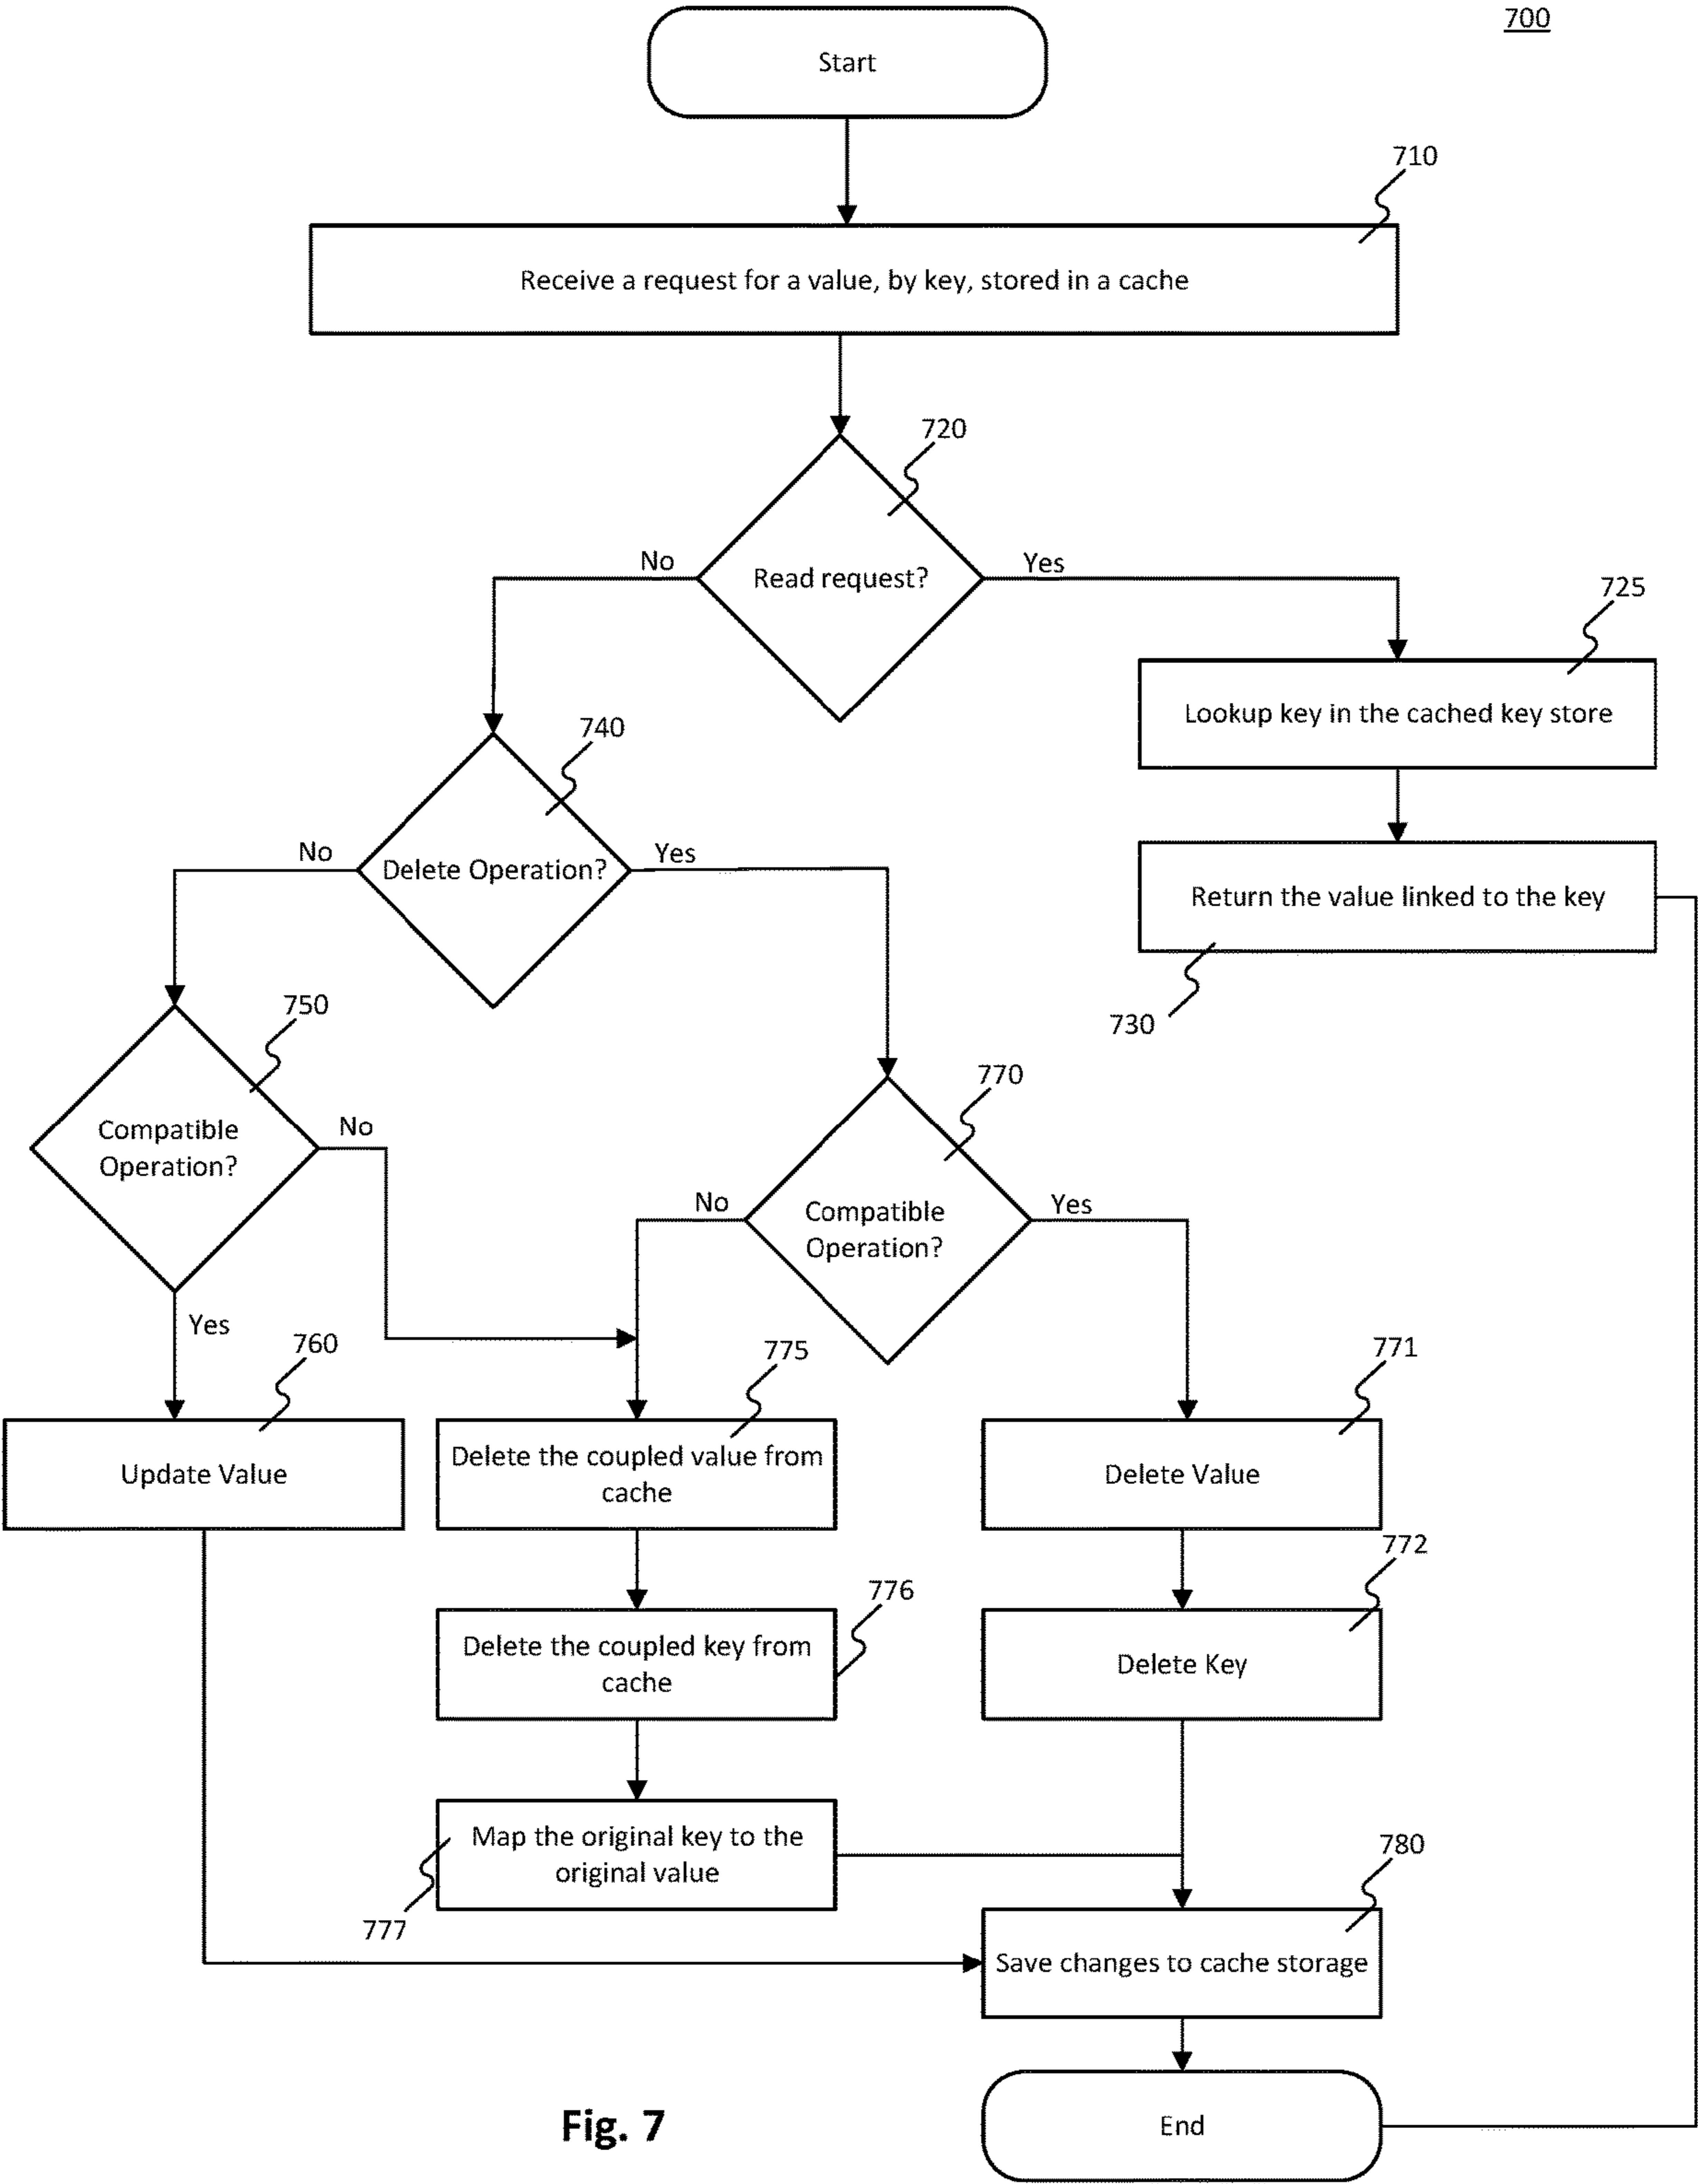 700
Start
710
Receive a request for a value, by key, stored in a cache
720
Read request?
No
Yes
725
Lookup key in the cached key store
740
Delete Operation?
No
Yes
Return the value linked to the key
730
750
Compatible
Operation?
No
Yes
770
Compatible
Operation?
No
Yes
760
Update Value
775
Delete the coupled value from
cache
771
Delete Value
776
Delete the coupled key from
cache
772
Delete Key
Map the original key to the
original value
777
780
Save changes to cache storage
End
Fig. 7